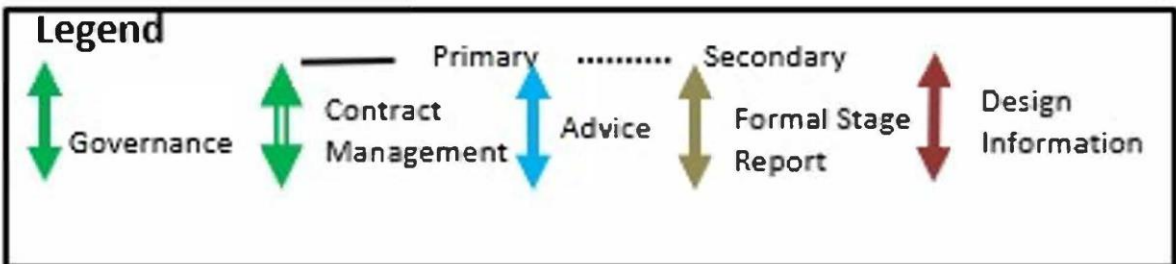 Legend
Primary Secondary
Governance
Contract
Management
Advice
Formal Stage
Report
Design
Information